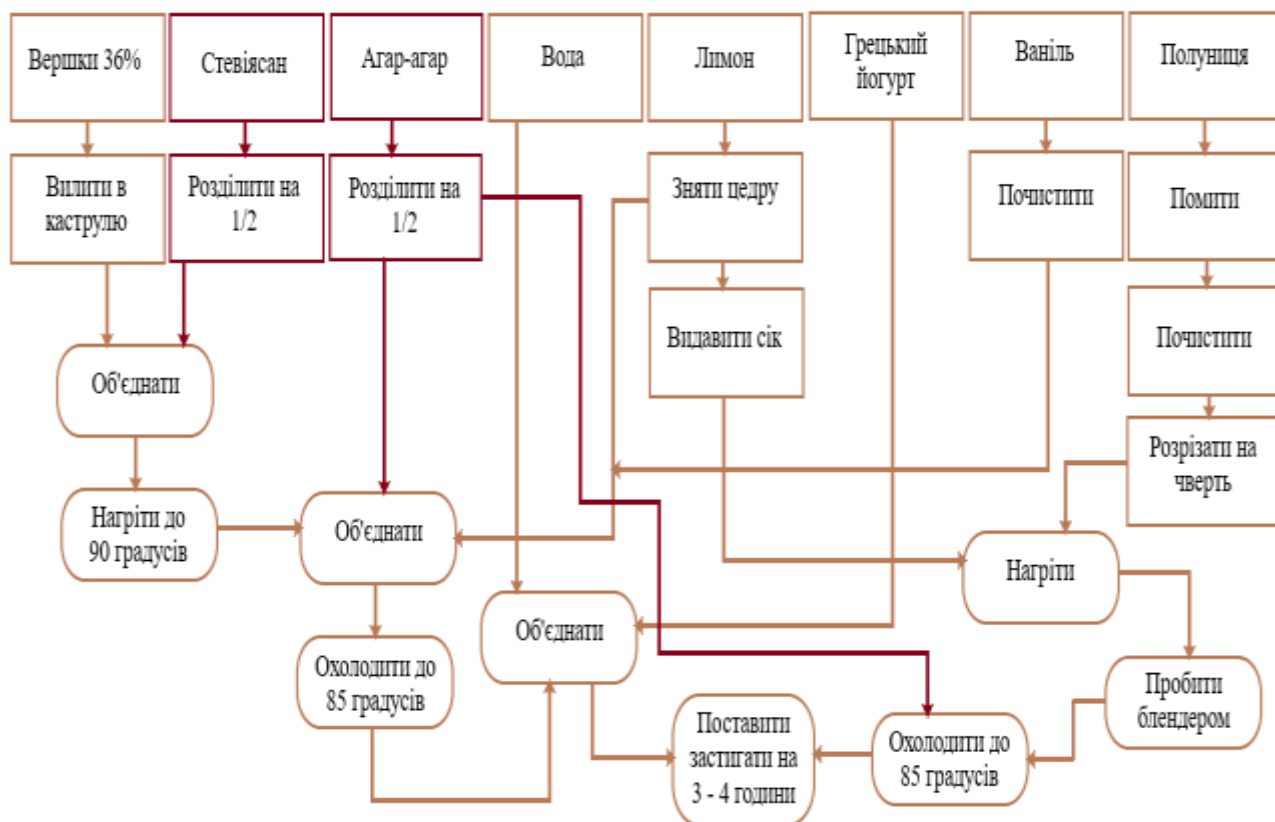 Вершки 36%
Стевіясан
Агар-агар
Вода
Лимон
Грецький
йогурт
Ваніль
Полуниця
Вилити в
каструлю
Розділити на
1/2
Розділити на
1/2
Зняти цедру
Почистити
Помити
Видавити сік
Почистити
Об'єднати
Розрізати на
чверть
Нагріти до
90 градусів
Об'єднати
Нагріти
Об'єднати
Охолодити до
85 градусів
Пробити
блендером
Поставити
застигати на
3 - 4 години
Охолодити до
85 градусів